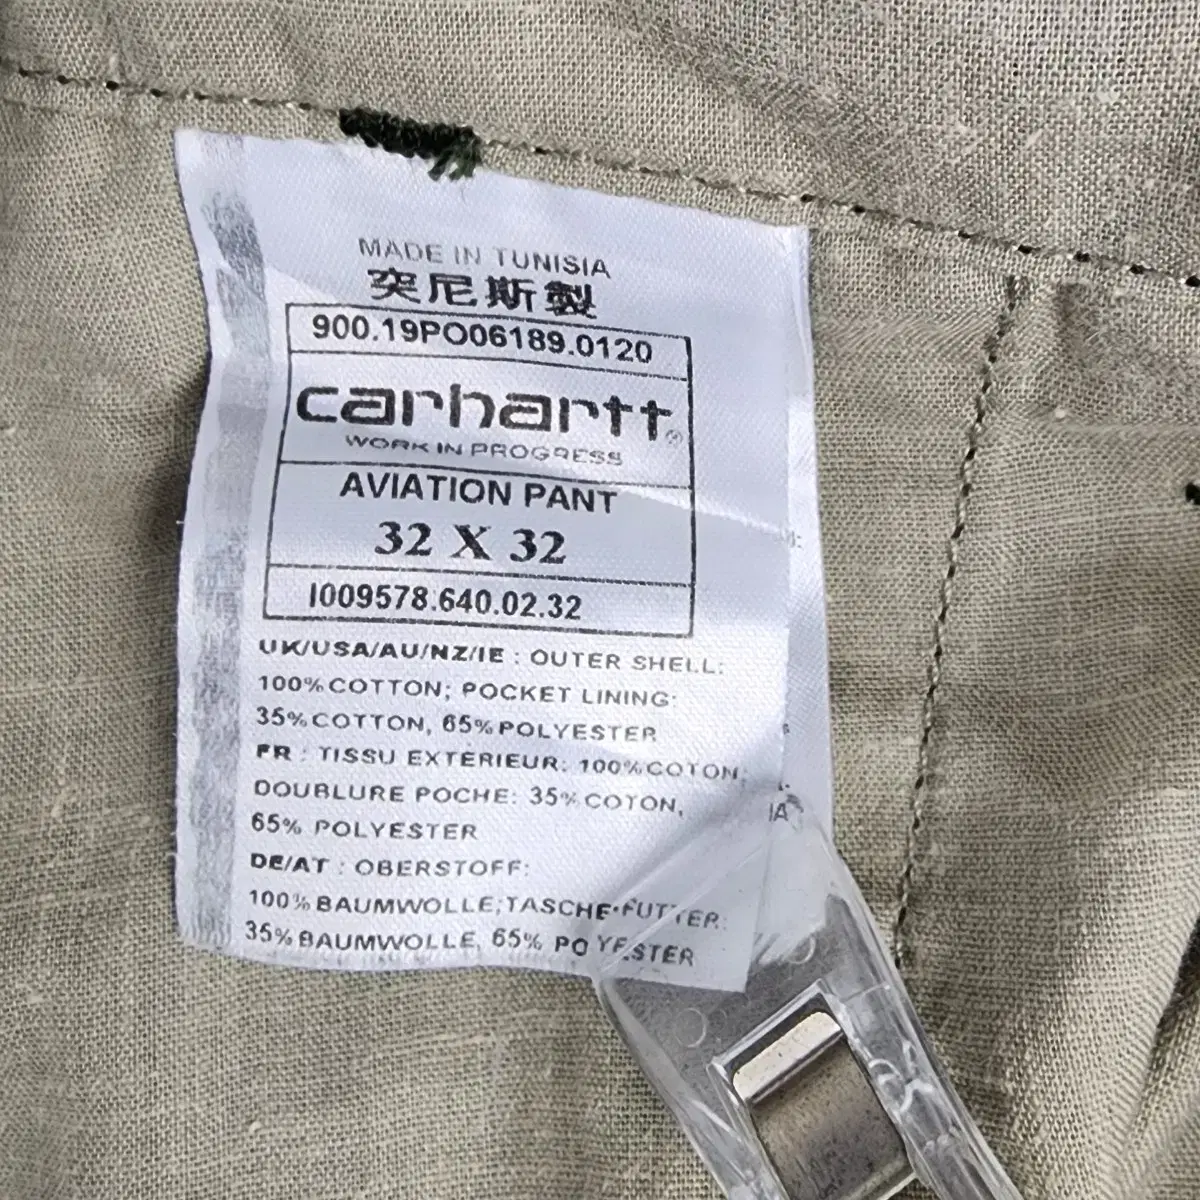 MADE IN TUNISIA
突尼斯製
900.19PO06189.0120
carhartt®
WORK IN PROGRESS
AVIATION PANT
32 X 32
I009578.640.02.32
UK/USA/AU/NZ/IE : OUTER SHELL:
100% COTTON; POCKET LINING:
35% COTTON, 65% POLYESTER
FR : TISSU EXTÉRIEUR: 100% COTON;
DOUBLURE POCHE: 35% COTON,
65% POLYESTER
DE/AT : OBERSTOFF:
100% BAUMWOLLE;TASCHE·FUTTER:
35% BAUMWOLLE, 65% POLYESTER